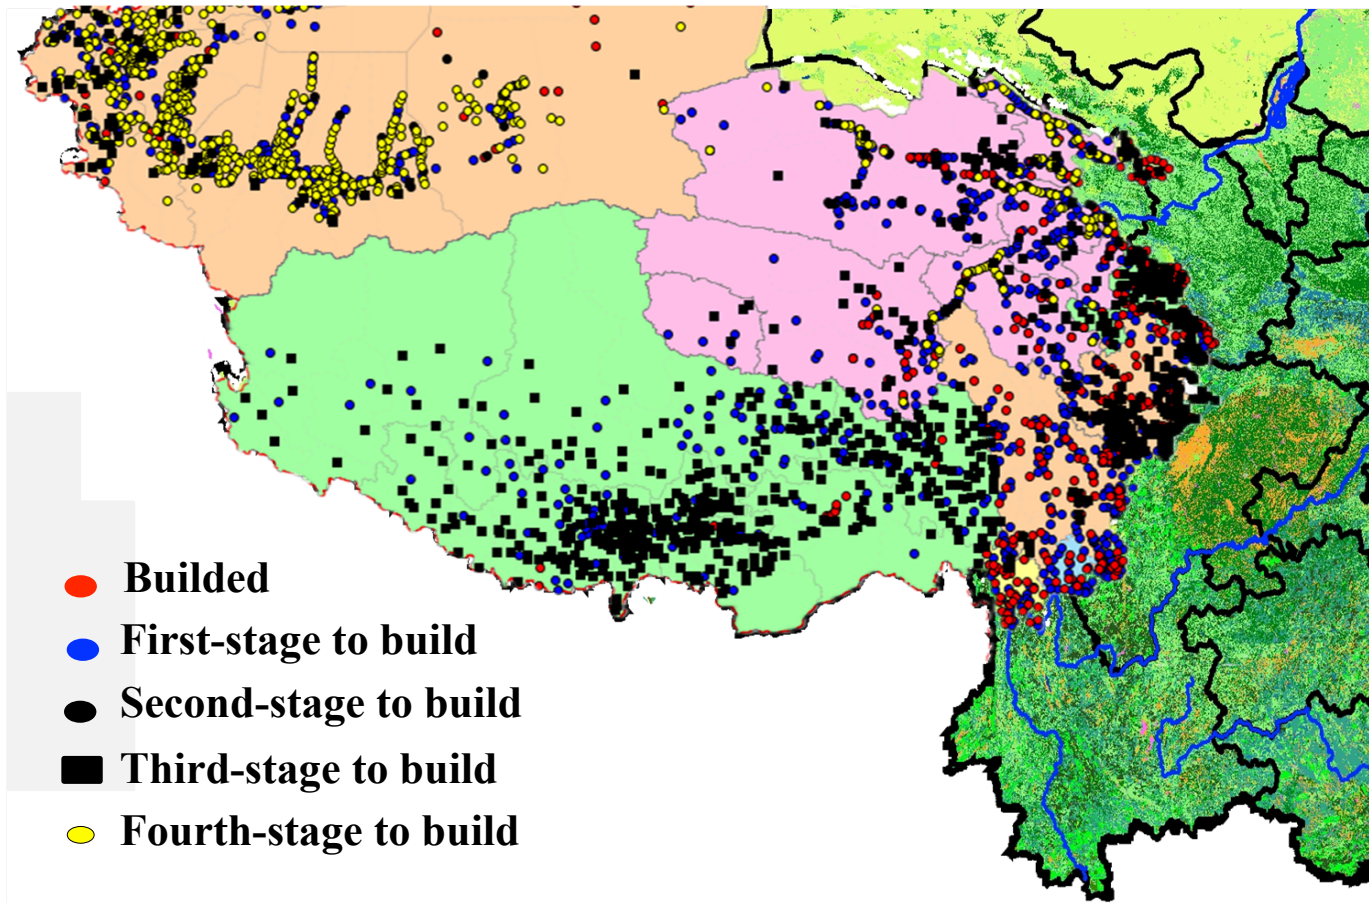 Builded
First-stage to build
Second-stage to build
Third-stage to build
Fourth-stage to build